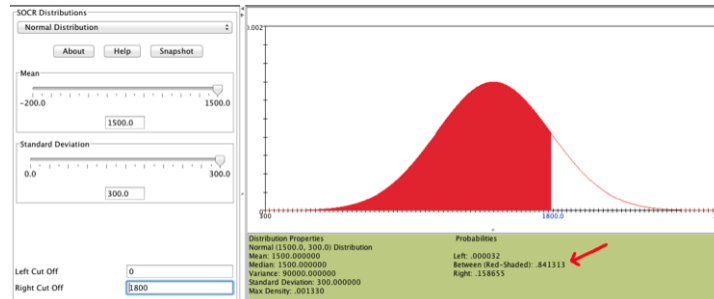 SOCR Distributions
Normal Distribution
About Help Snapshot
Mean
-200.0 1500.0
1500.0
Standard Deviation
0.0 300.0
300.0
Left Cut Off 0
Right Cut Off 1800
.002
300 1800.0
Distribution Properties
Normal (1500.0, 300.0) Distribution
Mean: 1500.000000
Median: 1500.000000
Variance: 90000.000000
Standard Deviation: 300.000000
Max Density: .001330
Probabilities
Left: .000032
Between (Red-Shaded): .841313
Right: .158655